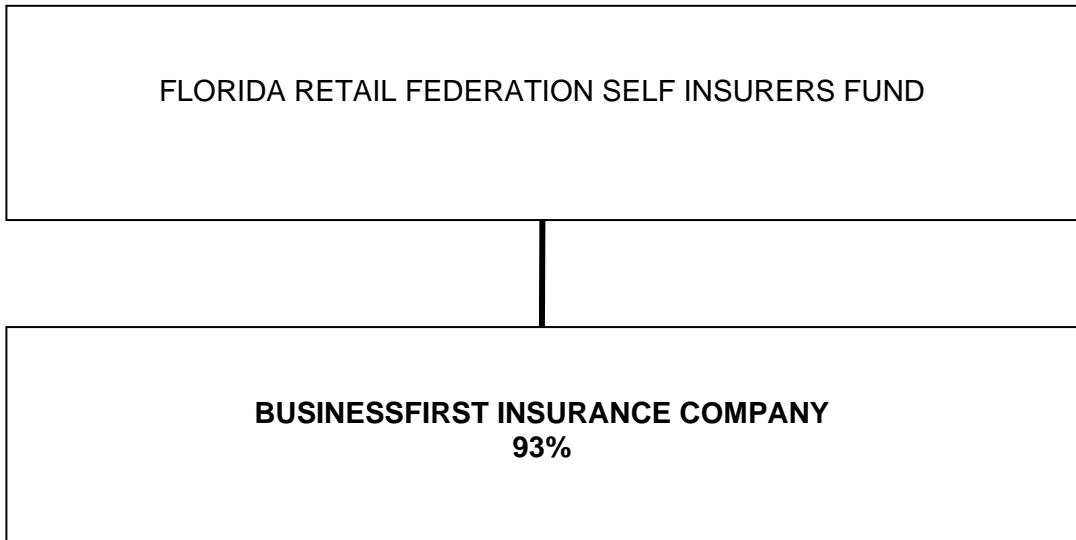 FLORIDA RETAIL FEDERATION SELF INSURERS FUND
BUSINESSFIRST INSURANCE COMPANY
93%